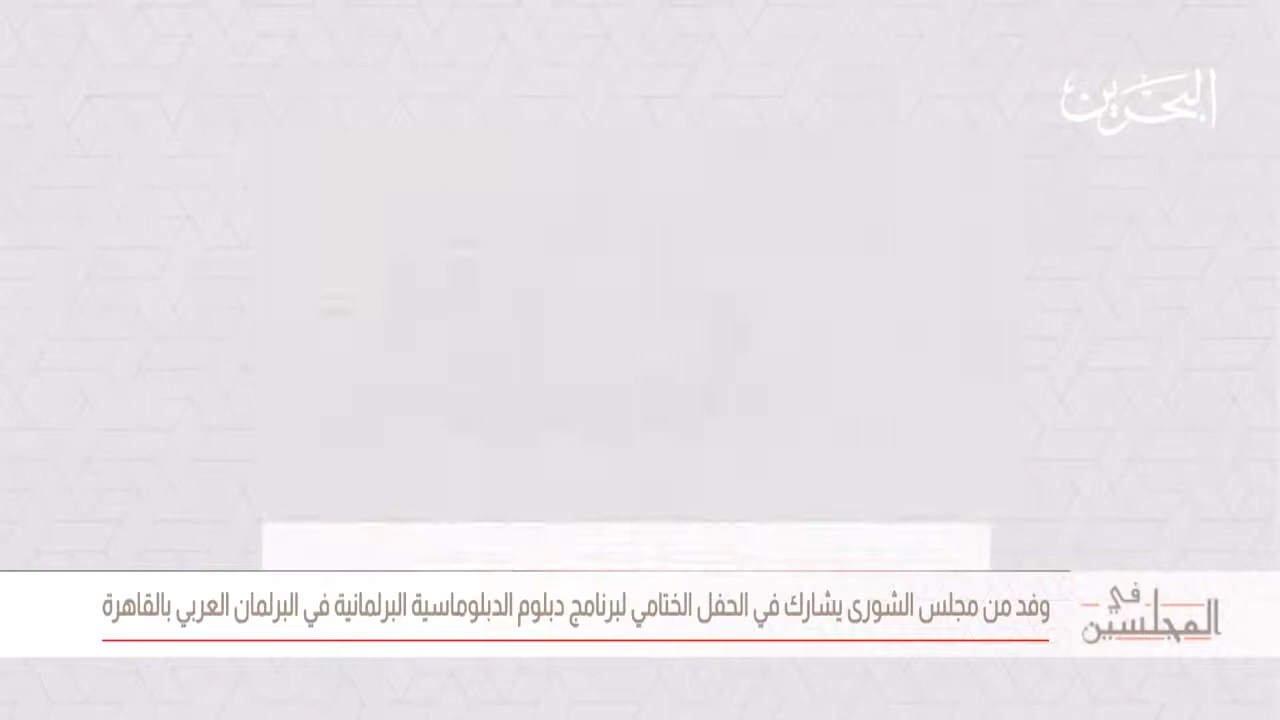 البحرين
وفد من مجلس الشورى يشارك في الحفل الختامي لبرنامج دبلوم الدبلوماسية البرلمانية في البرلمان العربي بالقاهرة
في
المجلسين